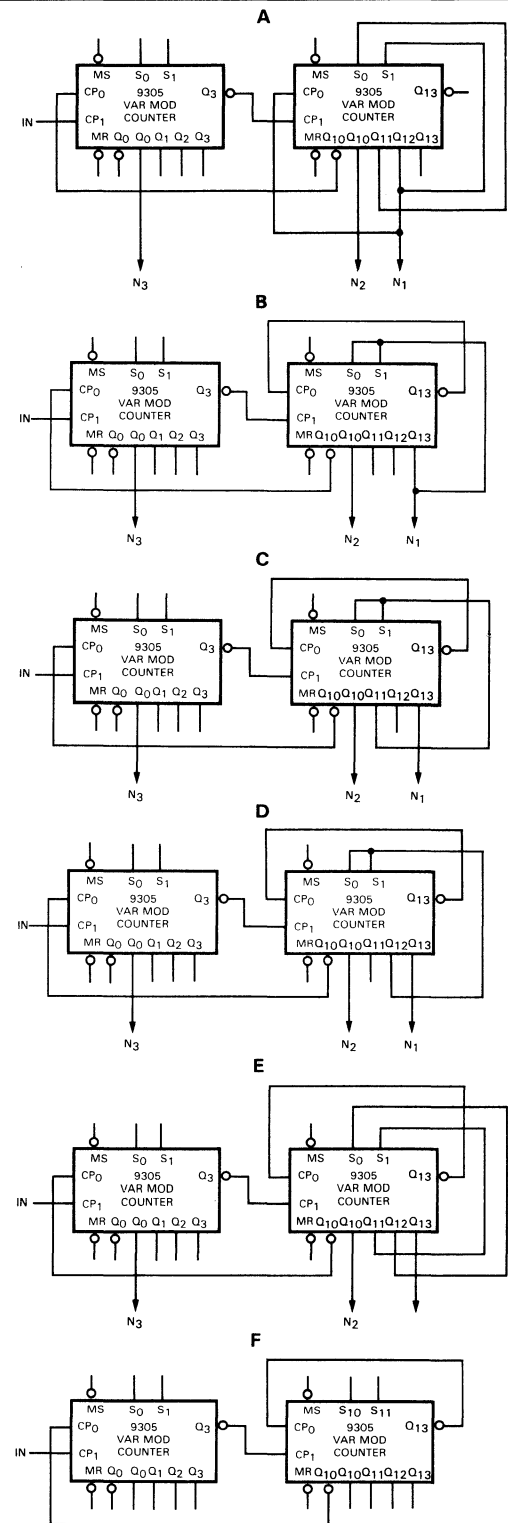 A
MS S0 S1
CP0 9305 Q3
VAR MOD
IN CP1 COUNTER
MR Q0 Q0 Q1 Q2 Q3
MS S0 S1
CP0 9305 Q13
VAR MOD
CP1 COUNTER
MR Q10 Q10 Q11 Q12 Q13
N3 N2 N1
B
MS S0 S1
CP0 9305 Q3
VAR MOD
IN CP1 COUNTER
MR Q0 Q0 Q1 Q2 Q3
MS S0 S1
CP0 9305 Q13
VAR MOD
CP1 COUNTER
MR Q10 Q10 Q11 Q12 Q13
N3 N2 N1
C
MS S0 S1
CP0 9305 Q3
VAR MOD
IN CP1 COUNTER
MR Q0 Q0 Q1 Q2 Q3
MS S0 S1
CP0 9305 Q13
VAR MOD
CP1 COUNTER
MR Q10 Q10 Q11 Q12 Q13
N3 N2 N1
D
MS S0 S1
CP0 9305 Q3
VAR MOD
IN CP1 COUNTER
MR Q0 Q0 Q1 Q2 Q3
MS S0 S1
CP0 9305 Q13
VAR MOD
CP1 COUNTER
MR Q10 Q10 Q11 Q12 Q13
N3 N2 N1
E
MS S0 S1
CP0 9305 Q3
VAR MOD
IN CP1 COUNTER
MR Q0 Q0 Q1 Q2 Q3
MS S0 S1
CP0 9305 Q13
VAR MOD
CP1 COUNTER
MR Q10 Q10 Q11 Q12 Q13
N3 N2
F
MS S0 S1
CP0 9305 Q3
VAR MOD
IN CP1 COUNTER
MR Q0 Q0 Q1 Q2 Q3
MS S10 S11
CP0 9305 Q13
VAR MOD
CP1 COUNTER
MR Q10 Q10 Q11 Q12 Q13